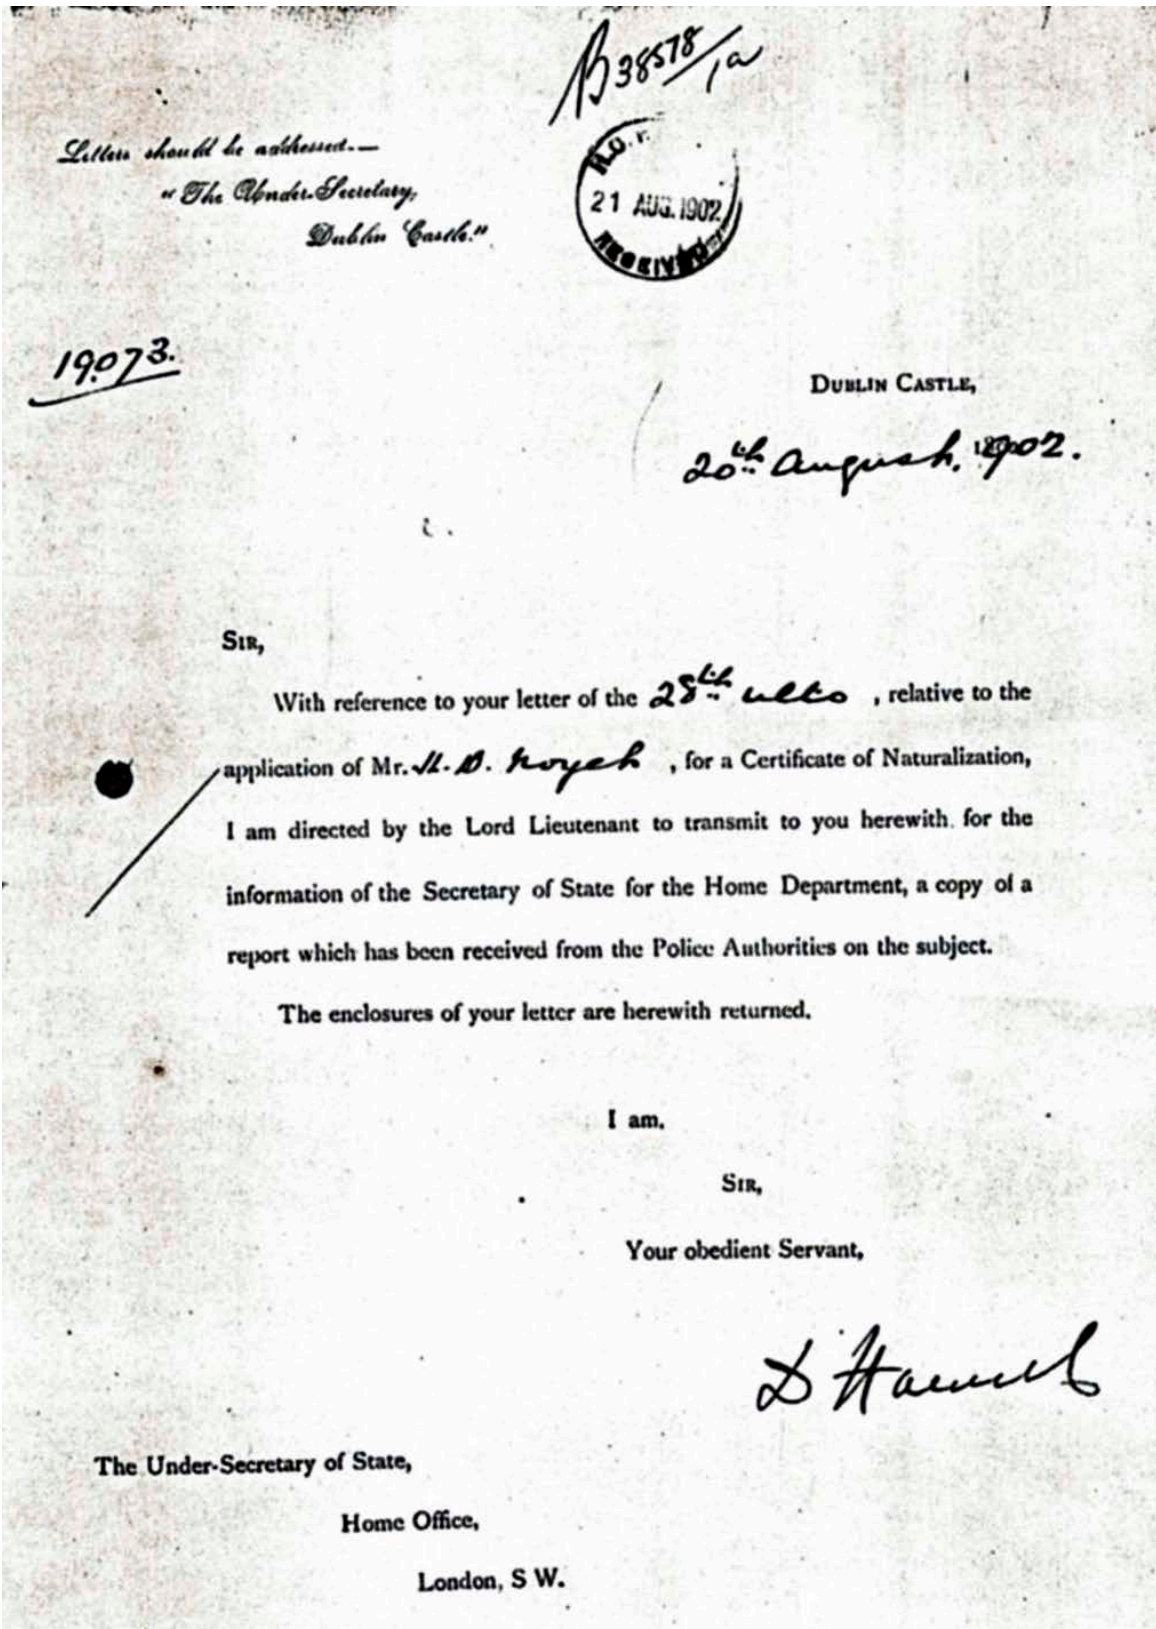 B 38578/1a
Letters should be addressed.—
"The Under-Secretary,
Dublin Castle."
H.O.
21 AUG. 1902
RECEIVED
19,073.
DUBLIN CASTLE,
20th August, 1902.
SIR,
With reference to your letter of the 28th ulto, relative to the
application of Mr. Noyek, for a Certificate of Naturalization,
I am directed by the Lord Lieutenant to transmit to you herewith. for the
information of the Secretary of State for the Home Department, a copy of a
report which has been received from the Police Authorities on the subject.
The enclosures of your letter are herewith returned.
I am.
SIR,
Your obedient Servant,
D
The Under-Secretary of State,
Home Office,
London, S W.